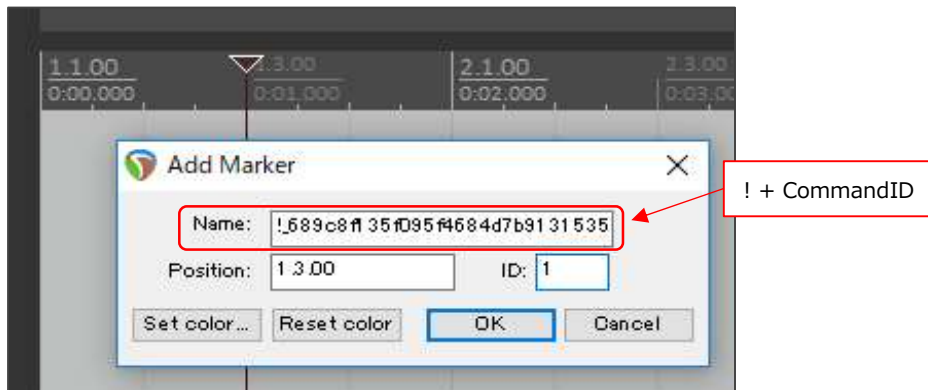 1.1.00 1.3.00 2.1.00 2.3.00
0:00.000 0:01.000 0:02.000 0:03.00
Add Marker
! + CommandID
Name: !_689c8f135f095f4684d7b9131535
Position: 1.3.00 ID: 1
Set color... Reset color OK Cancel